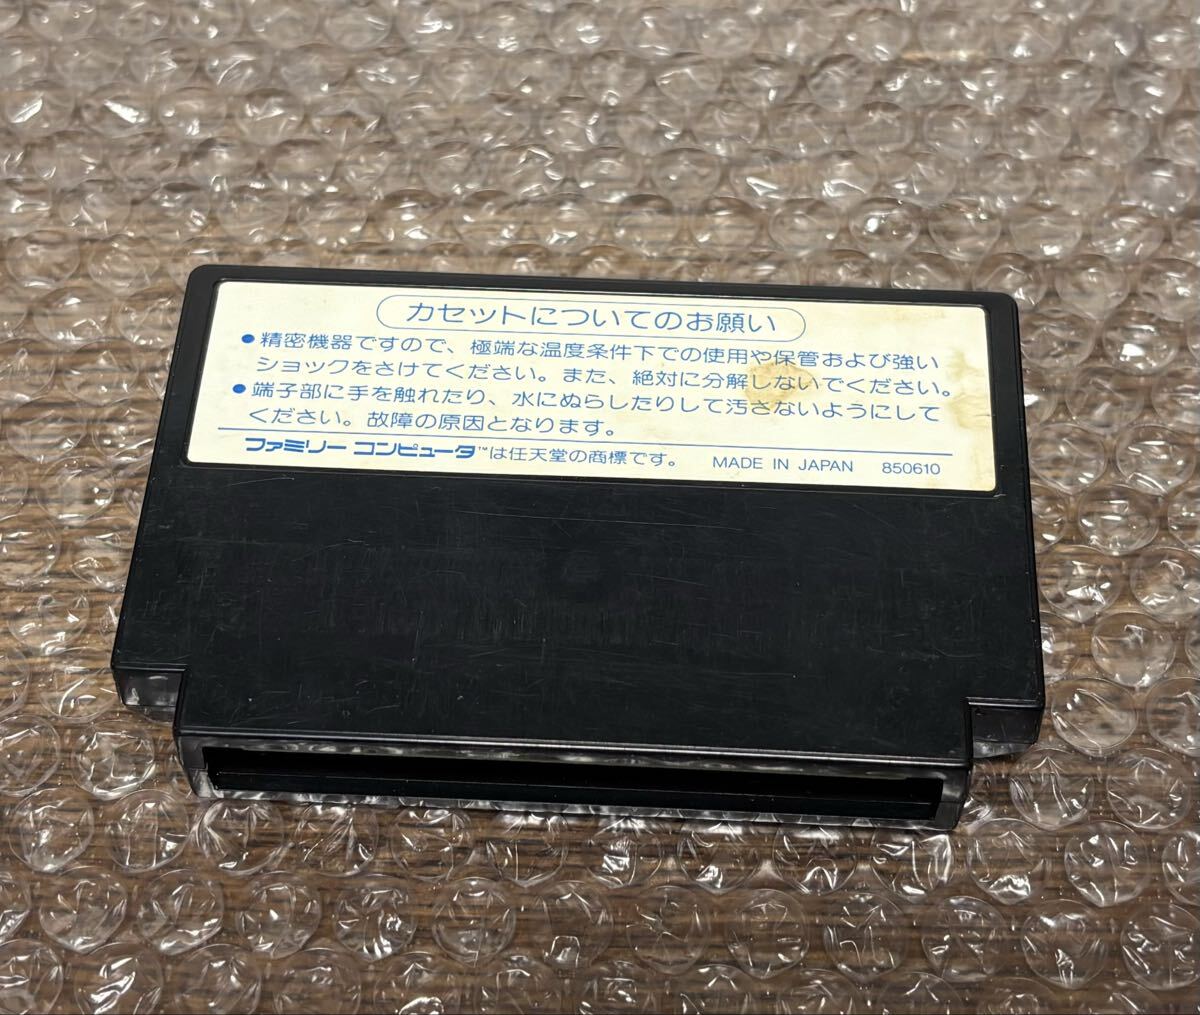 カセットについてのお願い
●精密機器ですので、極端な温度条件下での使用や保管および強い
ショックをさけてください。また、絶対に分解しないでください。
●端子部に手を触れたり、水にぬらしたりして汚さないようにして
ください。故障の原因となります。
ファミリー コンピュータ™は任天堂の商標です。 MADE IN JAPAN 850610